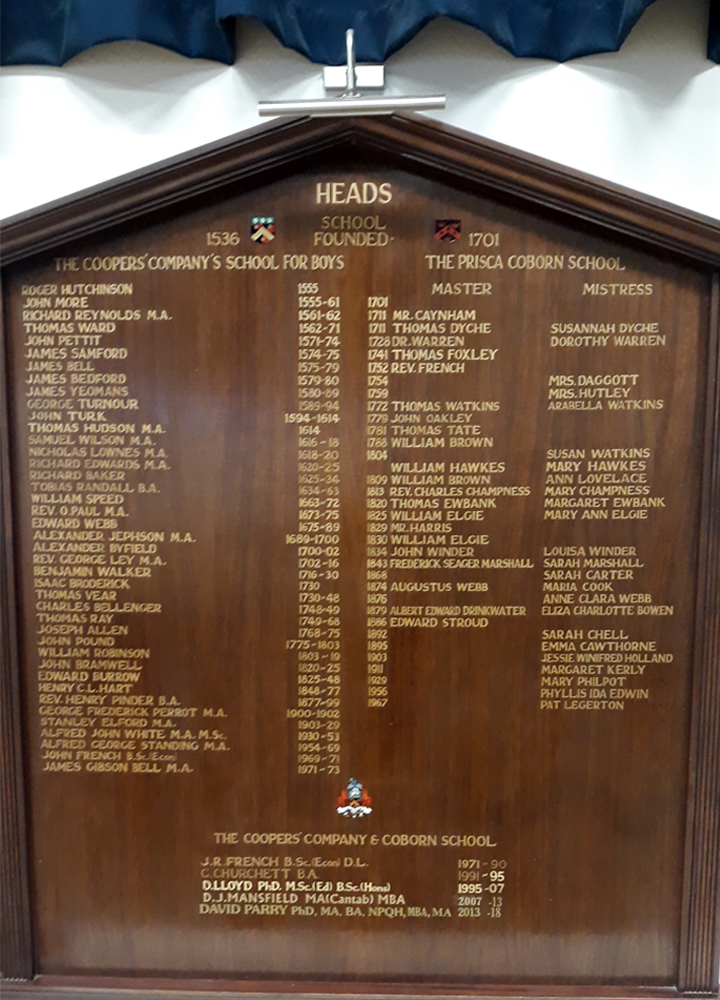 HEADS
1536 SCHOOL FOUNDED· 1701
THE COOPERS' COMPANY'S SCHOOL FOR BOYS
ROGER HUTCHINSON 1555
JOHN MORE 1555-61
RICHARD REYNOLDS M.A. 1561-62
THOMAS WARD 1562-71
JOHN PETTIT 1571-74
JAMES SAMFORD 1574-75
JAMES BELL 1575-79
JAMES BEDFORD 1579-80
JAMES YEOMANS 1580-89
GEORGE TURNOUR 1589-94
JOHN TURK 1594-1614
THOMAS HUDSON M.A. 1614
SAMUEL WILSON M.A. 1616-18
NICHOLAS LOWNES M.A. 1618-20
RICHARD EDWARDS M.A. 1620-25
RICHARD BAKER 1625-34
TOBIAS RANDALL B.A. 1634-63
WILLIAM SPEED 1663-72
REV. O.PAUL M.A. 1673-75
EDWARD WEBB 1675-89
ALEXANDER JEPHSON M.A. 1689-1700
ALEXANDER BYFIELD 1700-02
REV. GEORGE LEY M.A. 1702-16
BENJAMIN WALKER 1716-30
ISAAC BRODERICK 1730
THOMAS VEAR 1730-48
CHARLES BELLENGER 1748-49
THOMAS RAY 1749-68
JOSEPH ALLEN 1768-75
JOHN POUND 1775-1803
WILLIAM ROBINSON 1803-19
JOHN BRAMWELL 1820-25
EDWARD BURROW 1825-48
HENRY C.L.HART 1848-77
REV. HENRY PINDER B.A. 1877-99
GEORGE FREDERICK PERROT M.A. 1900-1902
STANLEY ELFORD M.A. 1903-29
ALFRED JOHN WHITE M.A. M.Sc. 1930-53
ALFRED GEORGE STANDING M.A. 1954-69
JOHN FRENCH B.Sc.(Econ) 1969-71
JAMES GIBSON BELL M.A. 1971-73
THE PRISCA COBORN SCHOOL
MASTER MISTRESS
1701
1711 MR. CAYNHAM
1711 THOMAS DYCHE SUSANNAH DYCHE
1728 DR. WARREN DOROTHY WARREN
1741 THOMAS FOXLEY
1752 REV. FRENCH
1754 MRS. DAGGOTT
1759 MRS. HUTLEY
1772 THOMAS WATKINS ARABELLA WATKINS
1779 JOHN OAKLEY
1781 THOMAS TATE
1788 WILLIAM BROWN
1804 SUSAN WATKINS
WILLIAM HAWKES MARY HAWKES
1809 WILLIAM BROWN ANN LOVELACE
1813 REV. CHARLES CHAMPNESS MARY CHAMPNESS
1820 THOMAS EWBANK MARGARET EWBANK
1825 WILLIAM ELGIE MARY ANN ELGIE
1829 MR. HARRIS
1830 WILLIAM ELGIE
1834 JOHN WINDER LOUISA WINDER
1843 FREDERICK SEAGER MARSHALL SARAH MARSHALL
1868 SARAH CARTER
1874 AUGUSTUS WEBB MARIA COOK
1876 ANNE CLARA WEBB
1879 ALBERT EDWARD DRINKWATER ELIZA CHARLOTTE BOWEN
1886 EDWARD STROUD
1892 SARAH CHELL
1895 EMMA CAWTHORNE
1903 JESSIE WINIFRED HOLLAND
1911 MARGARET KERLY
1929 MARY PHILPOT
1956 PHYLLIS IDA EDWIN
1967 PAT LEGERTON
THE COOPERS' COMPANY & COBORN SCHOOL
J.R.FRENCH B.Sc.(Econ) D.L. 1971-90
C.CHURCHETT B.A. 1991-95
D.LLOYD PhD. M.Sc.(Ed) B.Sc.(Hons) 1995-07
D.J.MANSFIELD MA(Cantab) MBA 2007-13
DAVID PARRY PhD, MA, BA, NPQH, MBA, MA 2013-18